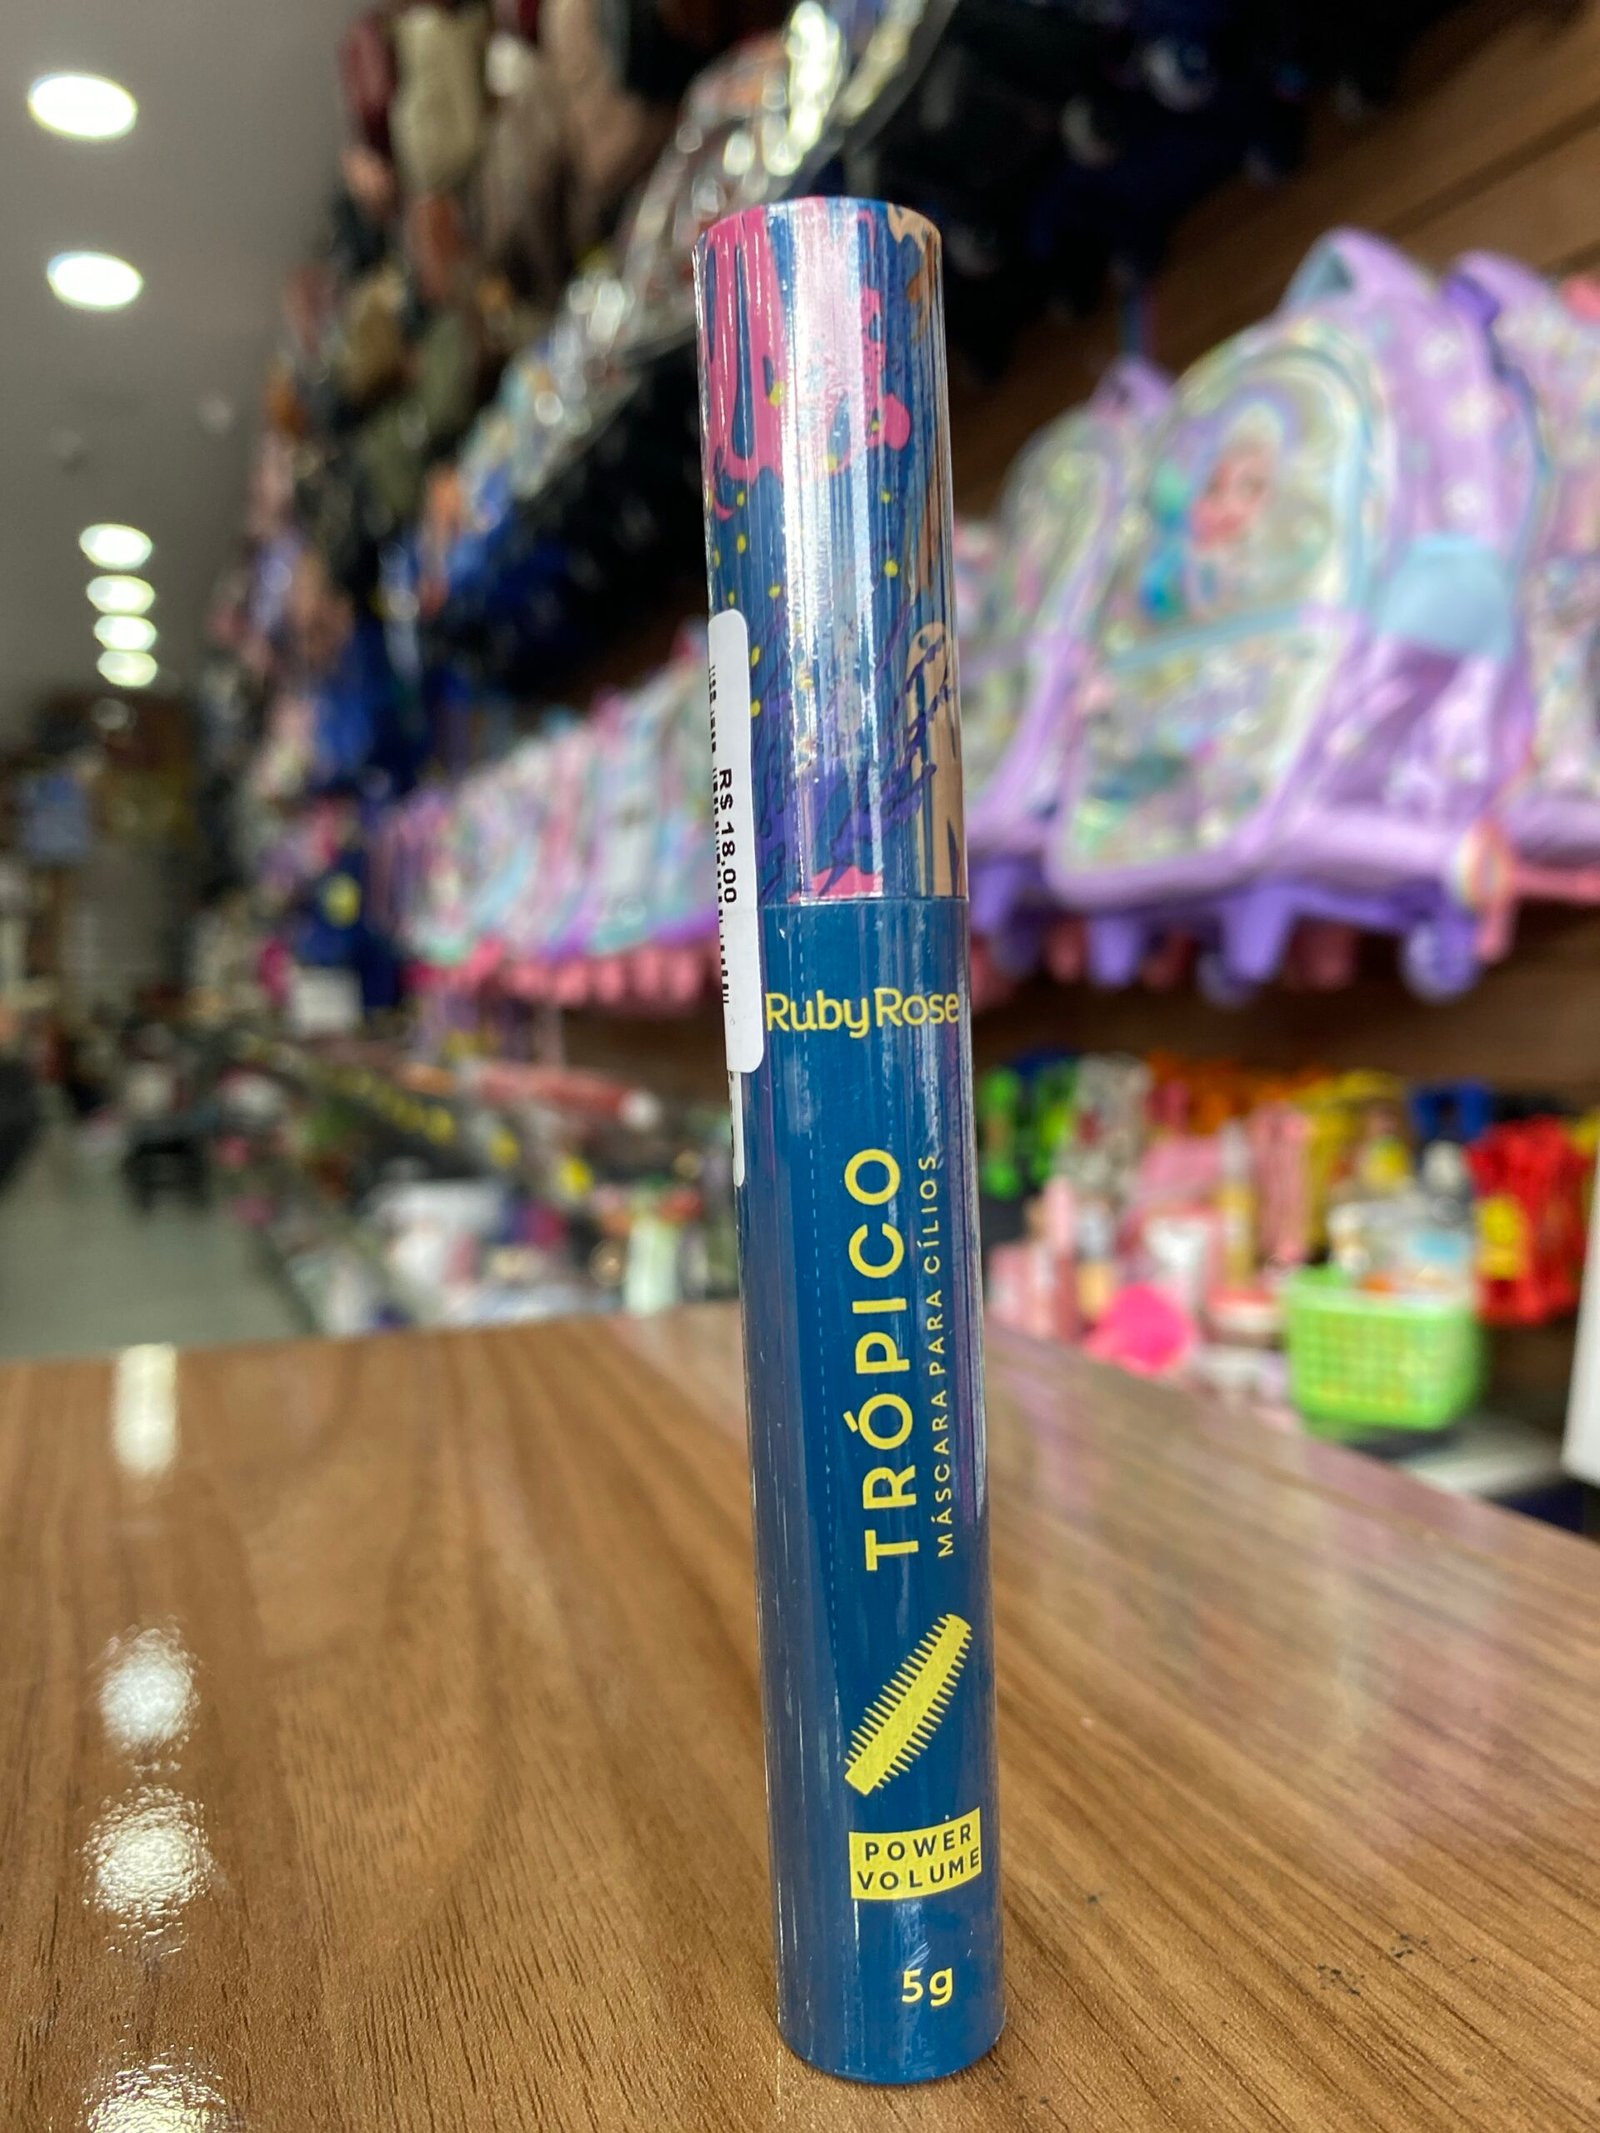 R$ 18,00
RubyRose
TRÓPICO
MÁSCARA PARA CÍLIOS
POWER
VOLUME
5g